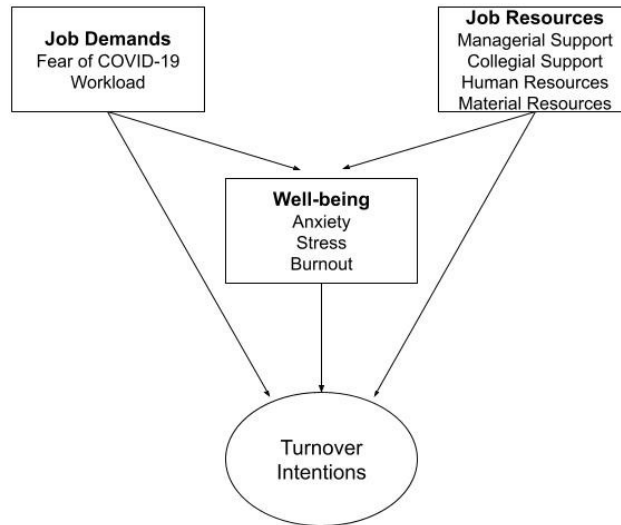 Job Demands
Fear of COVID-19
Workload
Job Resources
Managerial Support
Collegial Support
Human Resources
Material Resources
Well-being
Anxiety
Stress
Burnout
Turnover
Intentions